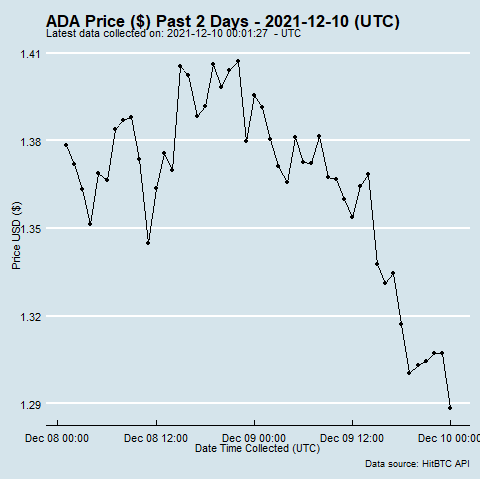 ADA Price ($) Past 2 Days - 2021-12-10 (UTC)
Latest data collected on: 2021-12-10 00:01:27 - UTC
1.41
1.38
1.35
1.32
1.29
Price USD ($)
Dec 08 00:00 Dec 08 12:00 Dec 09 00:00 Dec 09 12:00 Dec 10 00:00
Date Time Collected (UTC)
Data source: HitBTC API